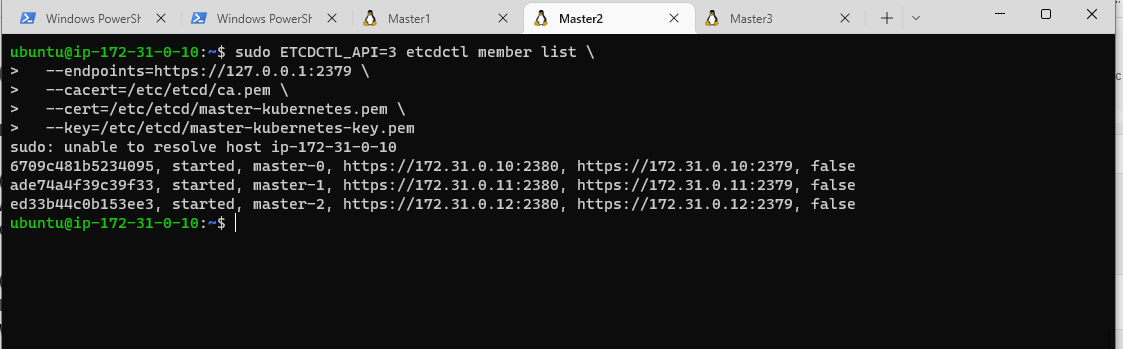 Windows PowerSh
Windows PowerSh
Master1
Master2
Master3
ubuntu@ip-172-31-0-10:~$ sudo ETCDCTL_API=3 etcdctl member list \
>   --endpoints=https://127.0.0.1:2379 \
>   --cacert=/etc/etcd/ca.pem \
>   --cert=/etc/etcd/master-kubernetes.pem \
>   --key=/etc/etcd/master-kubernetes-key.pem
sudo: unable to resolve host ip-172-31-0-10
6709c481b5234095, started, master-0, https://172.31.0.10:2380, https://172.31.0.10:2379, false
ade74a4f39c39f33, started, master-1, https://172.31.0.11:2380, https://172.31.0.11:2379, false
ed33b44c0b153ee3, started, master-2, https://172.31.0.12:2380, https://172.31.0.12:2379, false
ubuntu@ip-172-31-0-10:~$